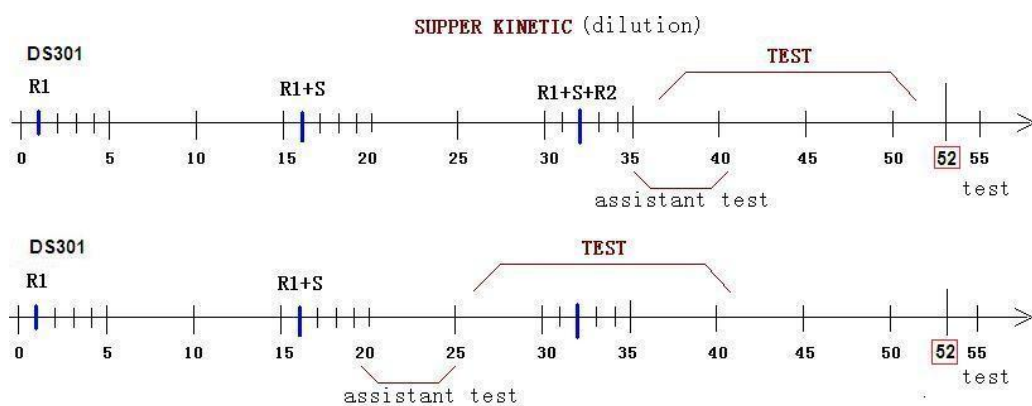 SUPPER KINETIC (dilution)
DS301
TEST
R1
R1+S
R1+S+R2
0 5 10 15 20 25 30 35 40 45 50 52 55
assistant test
test
DS301
TEST
R1
R1+S
0 5 10 15 20 25 30 35 40 45 50 52 55
assistant test
test